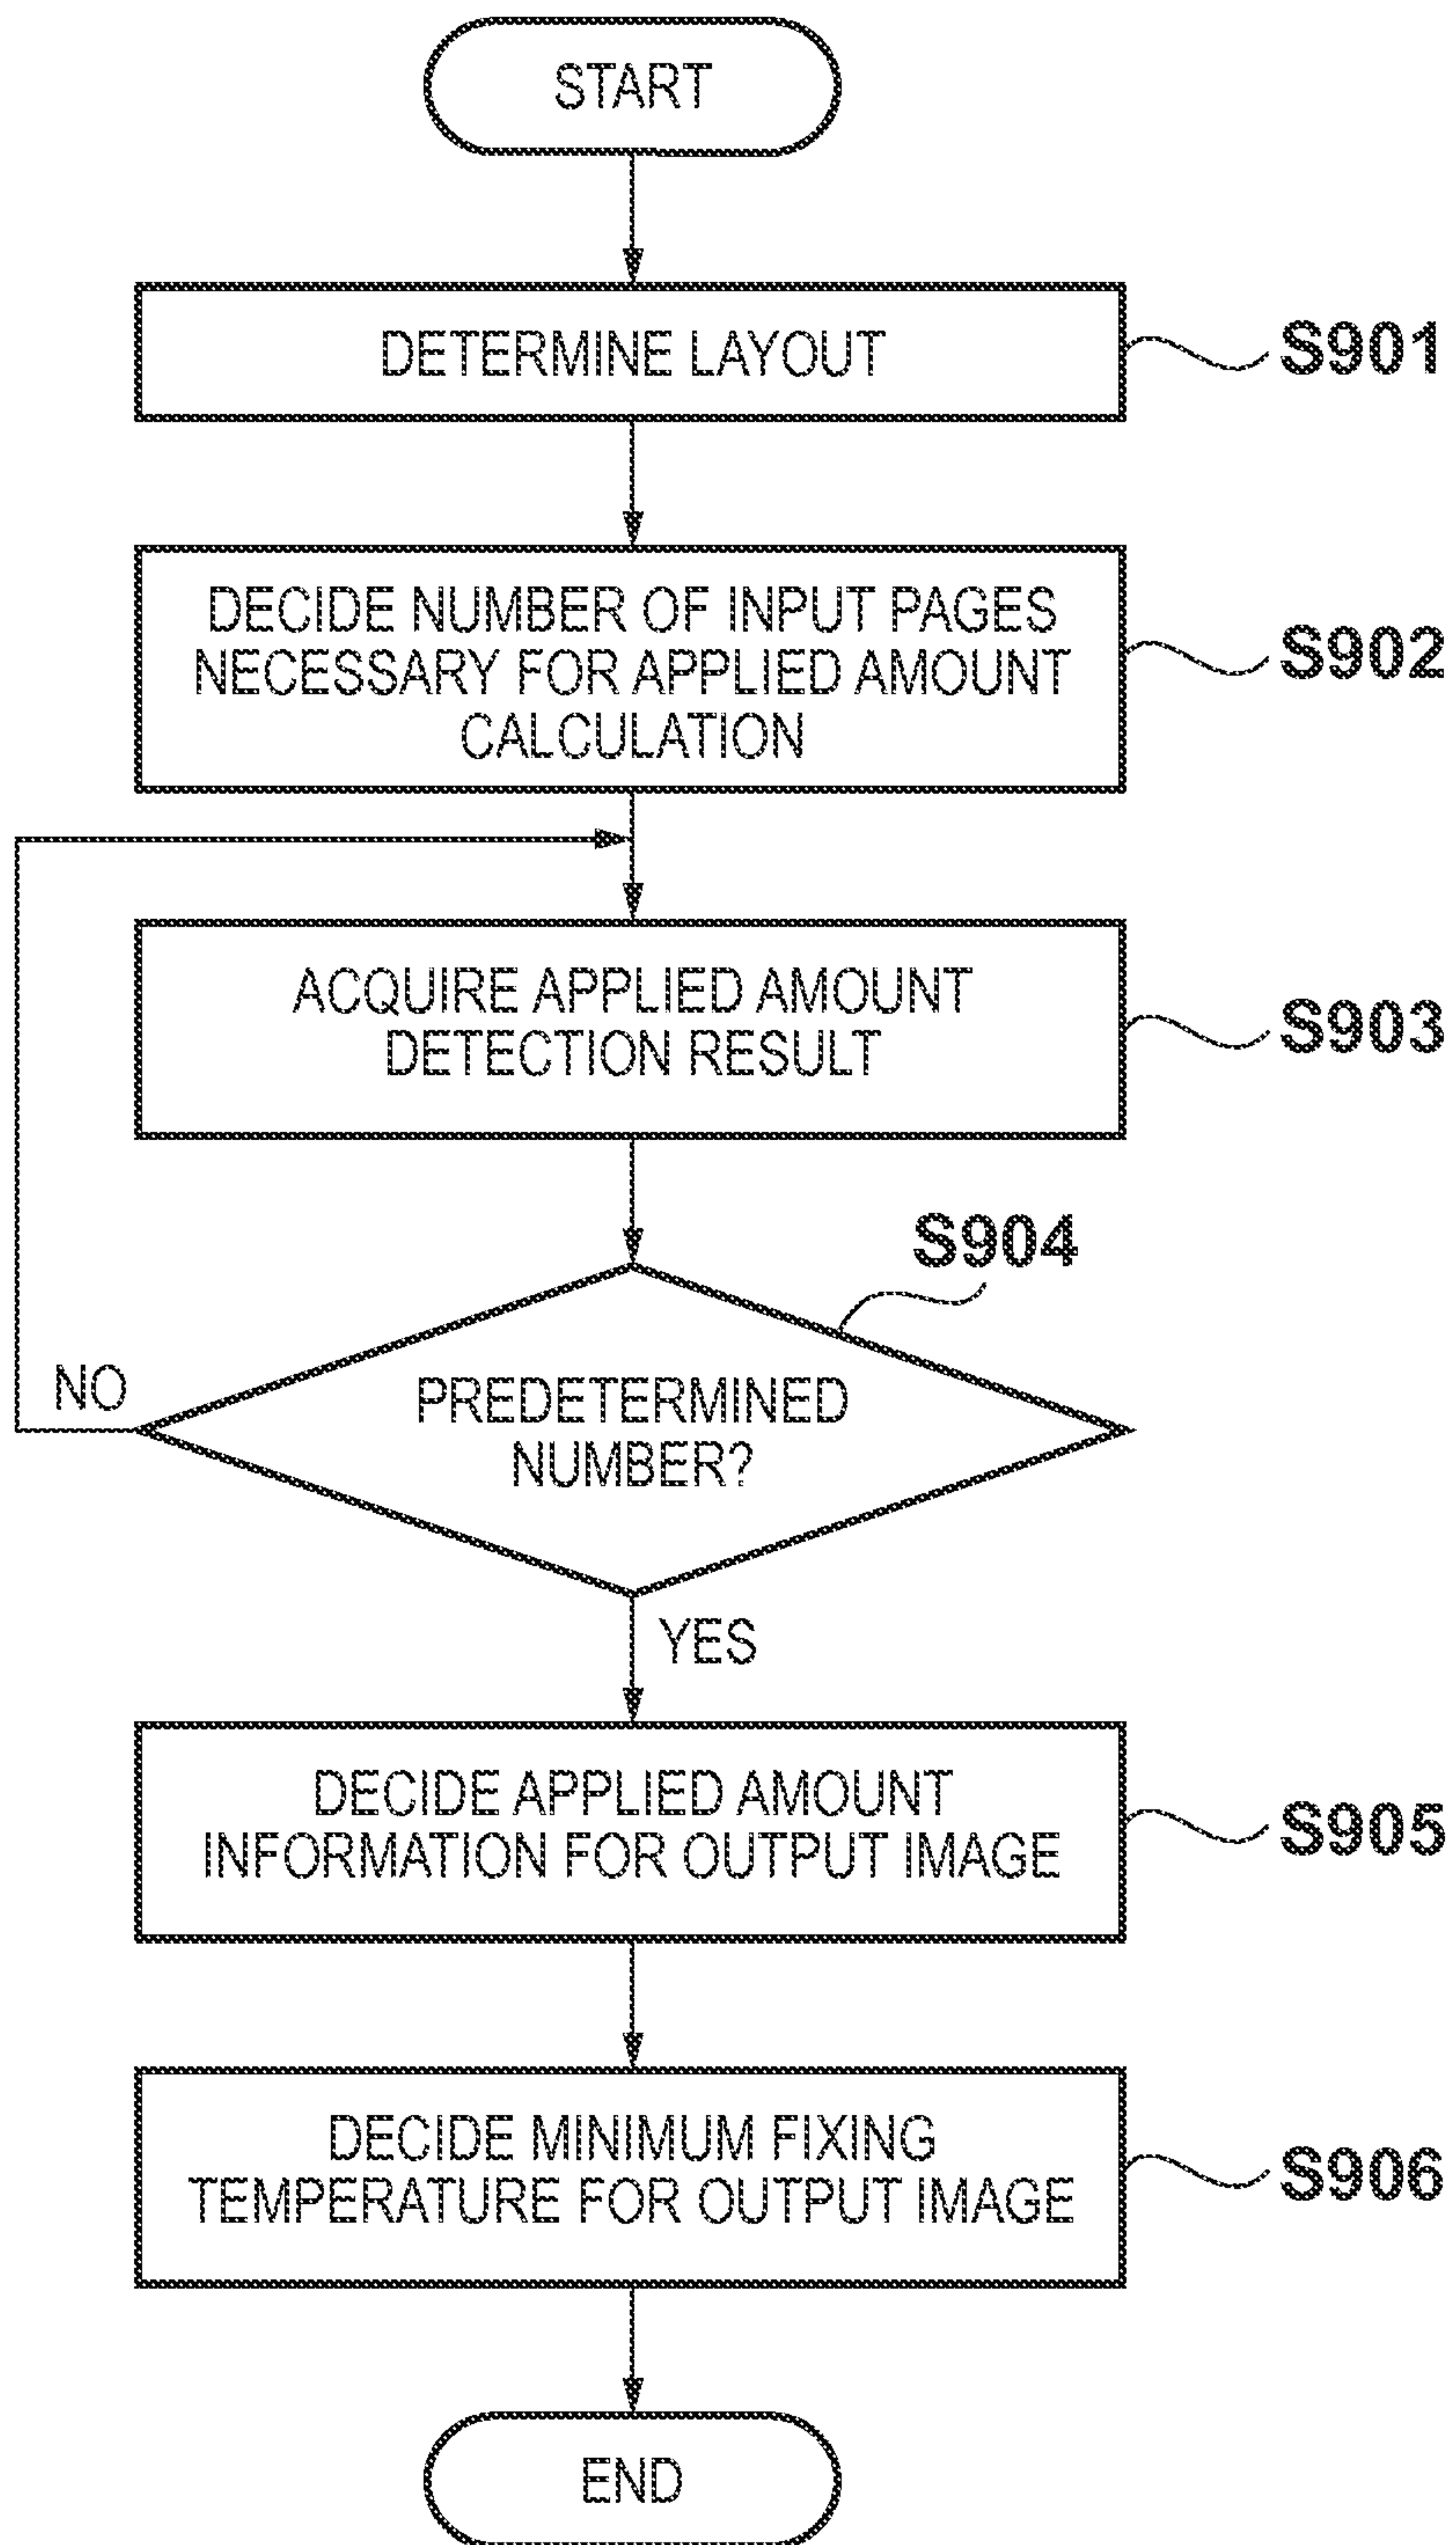 START
DETERMINE LAYOUT
S901
DECIDE NUMBER OF INPUT PAGES
NECESSARY FOR APPLIED AMOUNT
CALCULATION
S902
ACQUIRE APPLIED AMOUNT
DETECTION RESULT
S903
S904
NO
PREDETERMINED
NUMBER?
YES
DECIDE APPLIED AMOUNT
INFORMATION FOR OUTPUT IMAGE
S905
DECIDE MINIMUM FIXING
TEMPERATURE FOR OUTPUT IMAGE
S906
END